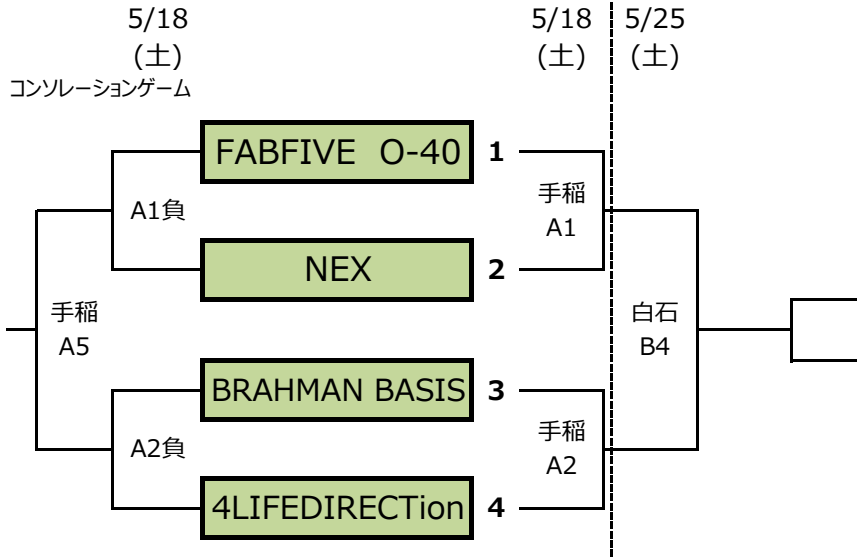 5/18
(土)
5/18
(土)
5/25
(土)
コンソレーションゲーム
FABFIVE O-40
1
A1負
手稲
A1
NEX
2
手稲
A5
白石
B4
BRAHMAN BASIS
3
A2負
手稲
A2
4LIFEDIRECTion
4